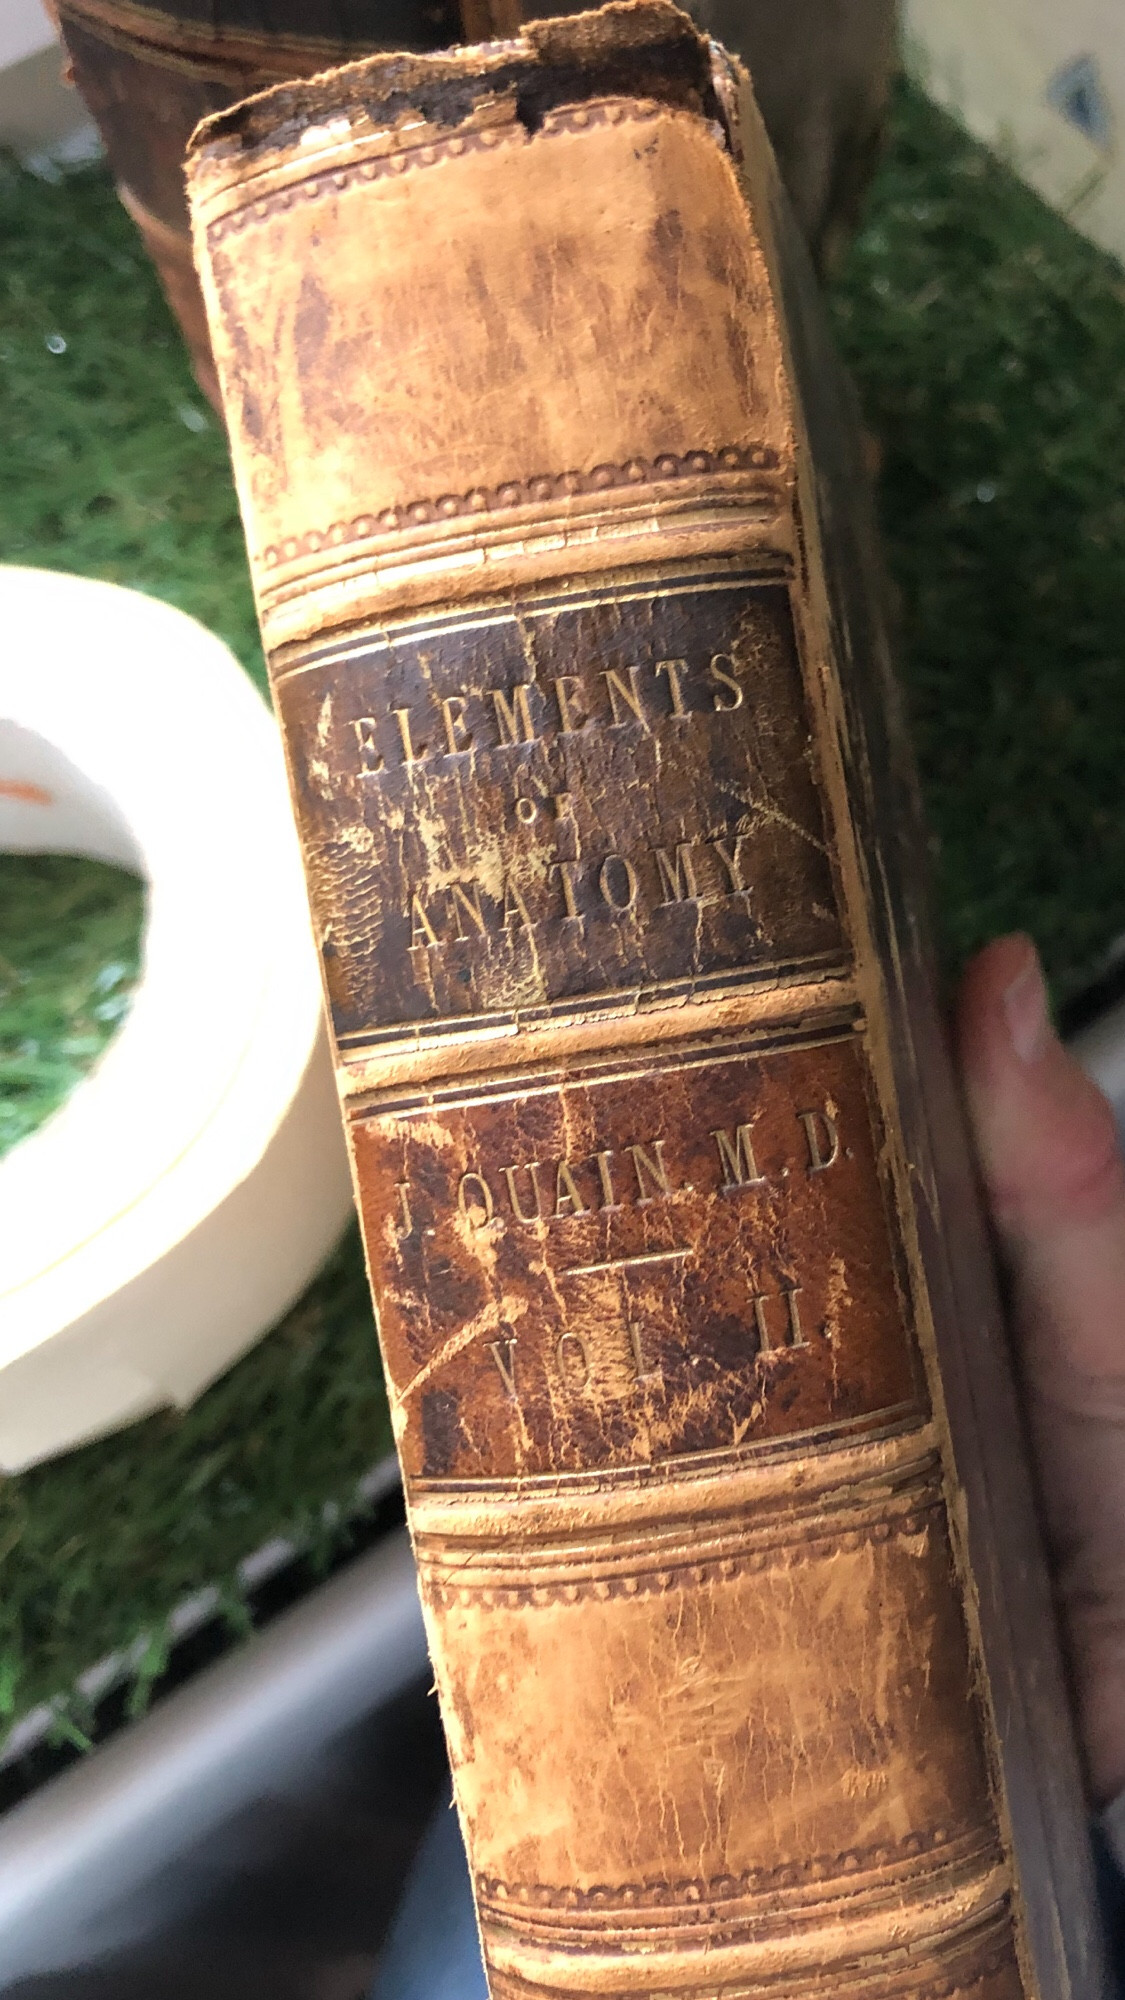 ELEMENTS
OF
ANATOMY
J. QUAIN. M.D.
VOL II.